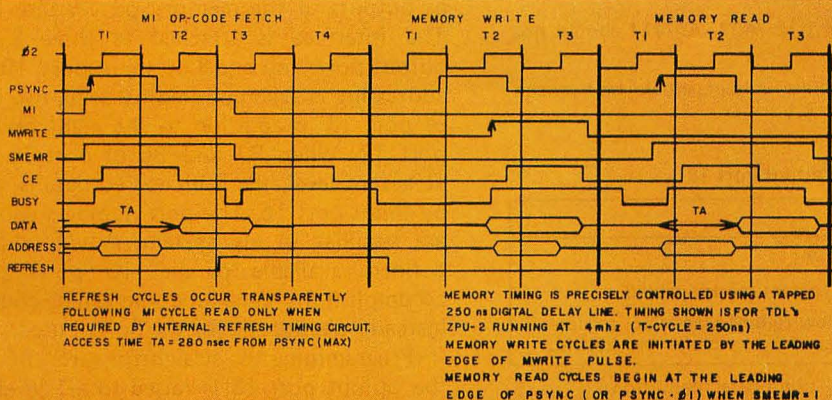 MI OP-CODE FETCH MEMORY WRITE MEMORY READ
T1 T2 T3 T4 T1 T2 T3 T1 T2 T3
Ø2
PSYNC
MI
MWRITE
SMEMR
CE
BUSY
TA TA
DATA
ADDRESS
REFRESH
REFRESH CYCLES OCCUR TRANSPARENTLY
FOLLOWING MI CYCLE READ ONLY WHEN
REQUIRED BY INTERNAL REFRESH TIMING CIRCUIT.
ACCESS TIME TA = 280 nsec FROM PSYNC (MAX)
MEMORY TIMING IS PRECISELY CONTROLLED USING A TAPPED
250 ns DIGITAL DELAY LINE. TIMING SHOWN IS FOR TDL's
ZPU-2 RUNNING AT 4mhz (T-CYCLE = 250ns)
MEMORY WRITE CYCLES ARE INITIATED BY THE LEADING
EDGE OF MWRITE PULSE.
MEMORY READ CYCLES BEGIN AT THE LEADING
EDGE OF PSYNC (OR PSYNC · Ø1) WHEN SMEMR = 1